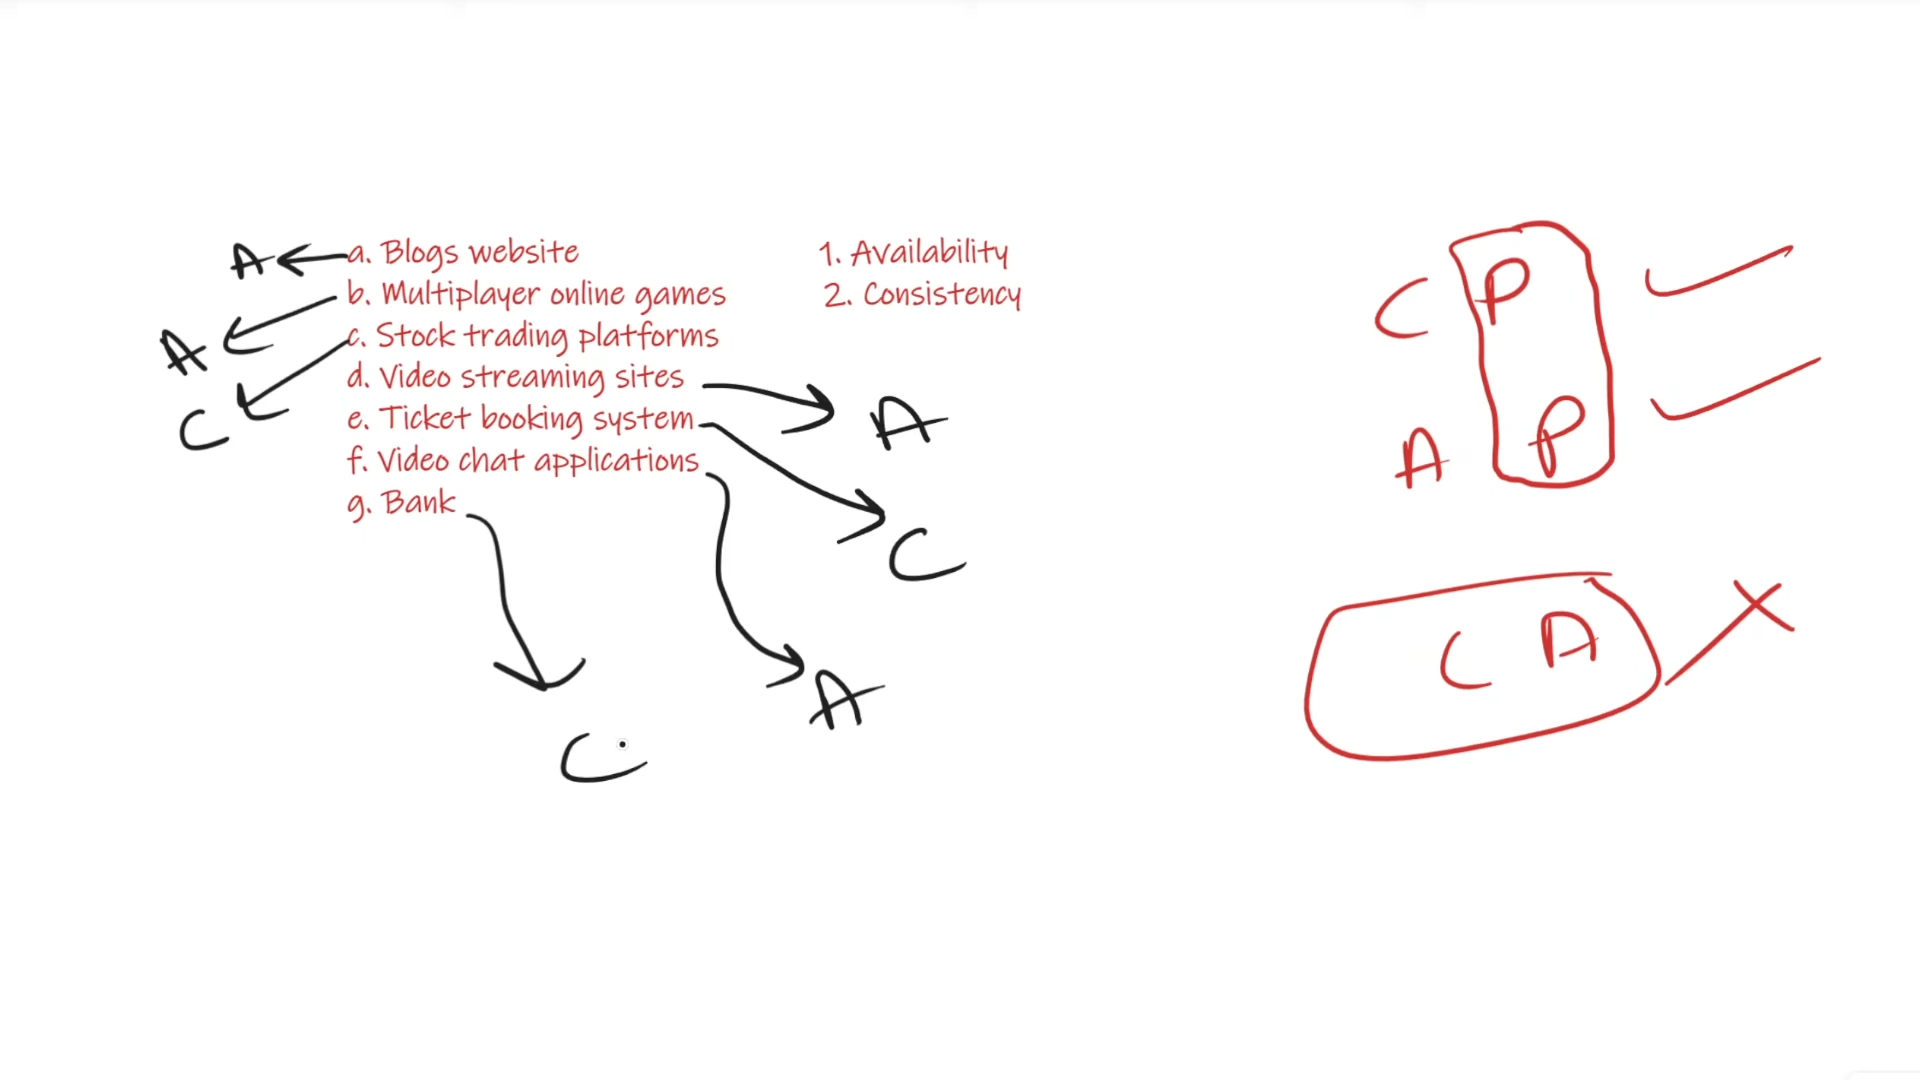 A
a. Blogs website
b. Multiplayer online games
A
c. Stock trading platforms
C
d. Video streaming sites
A
e. Ticket booking system
C
f. Video chat applications
A
g. Bank
C
1. Availability
2. Consistency
C P
A P
C A